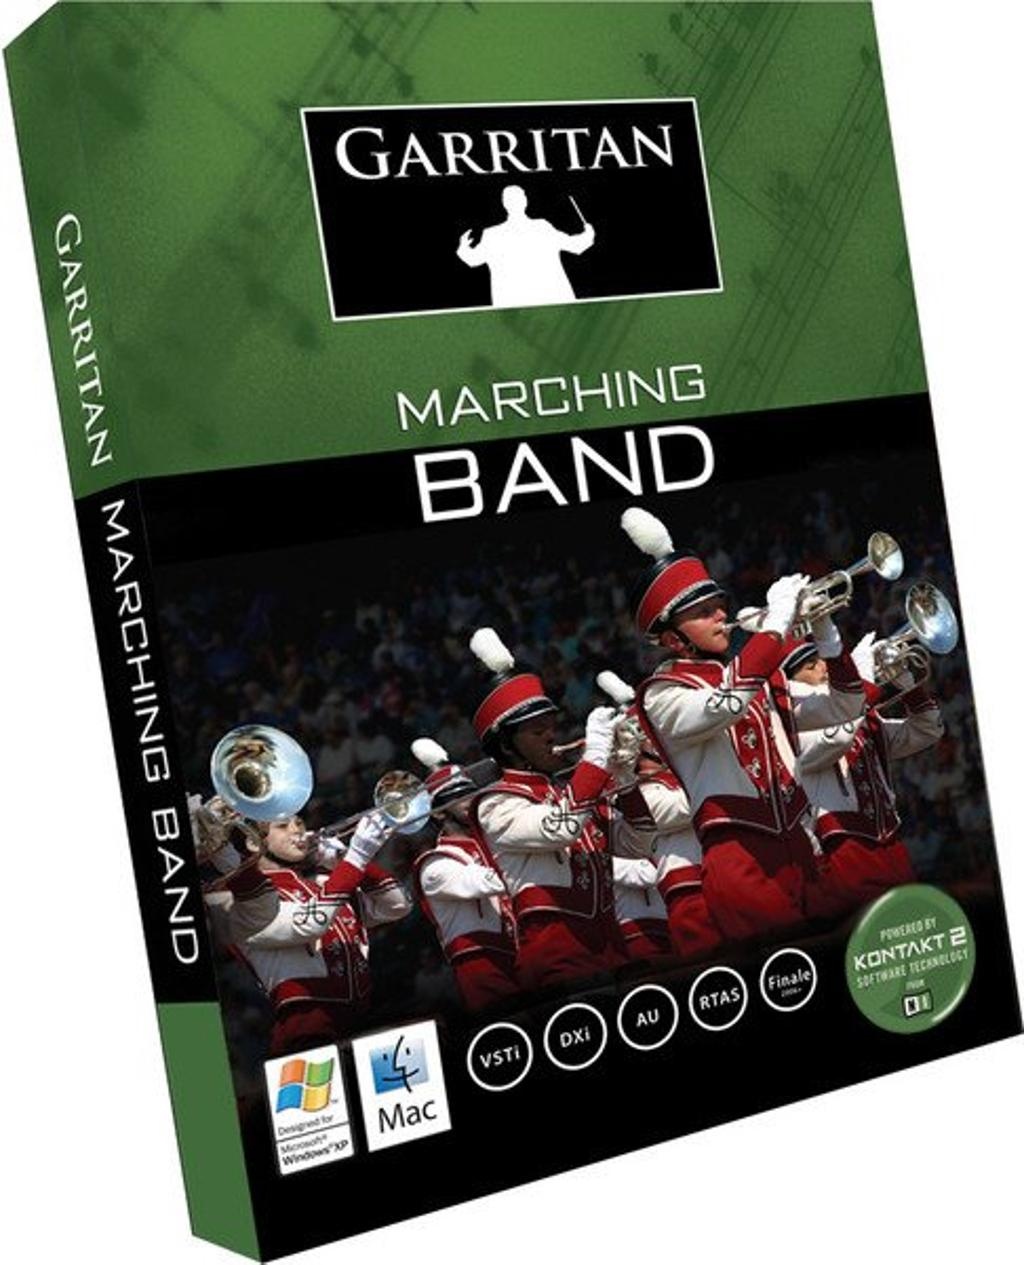 GARRITAN
MARCHING
BAND
GARRITAN MARCHING BAND
POWERED BY
KONTAKT 2
SOFTWARE TECHNOLOGY
FROM
VSTi
DXi
AU
RTAS
Finale
2006+
Designed for
Microsoft®
Windows®XP
Mac